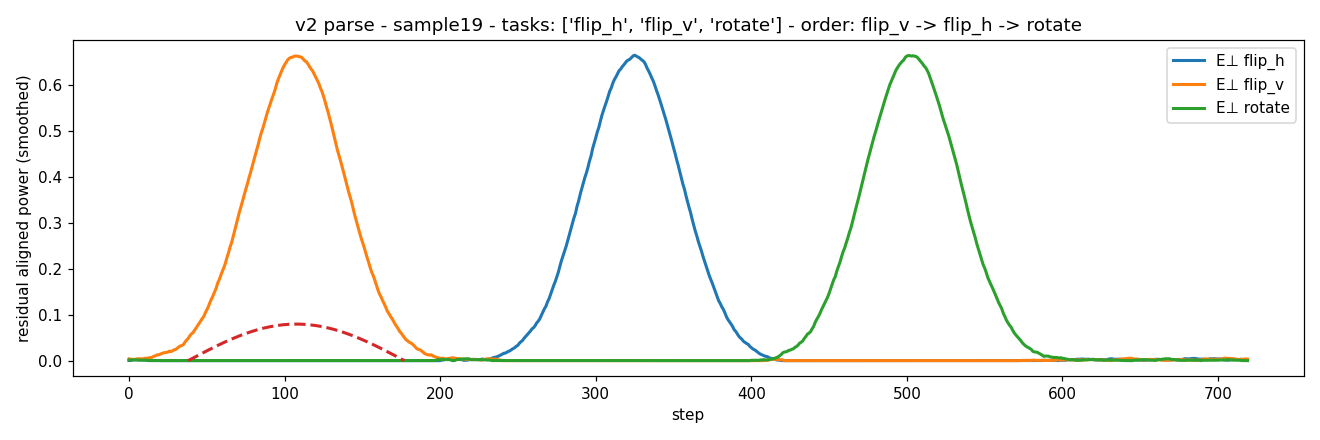 v2 parse - sample19 - tasks: ['flip_h', 'flip_v', 'rotate'] - order: flip_v -> flip_h -> rotate
residual aligned power (smoothed)
0.6
0.5
0.4
0.3
0.2
0.1
0.0
E⊥ flip_h
E⊥ flip_v
E⊥ rotate
0 100 200 300 400 500 600 700
step